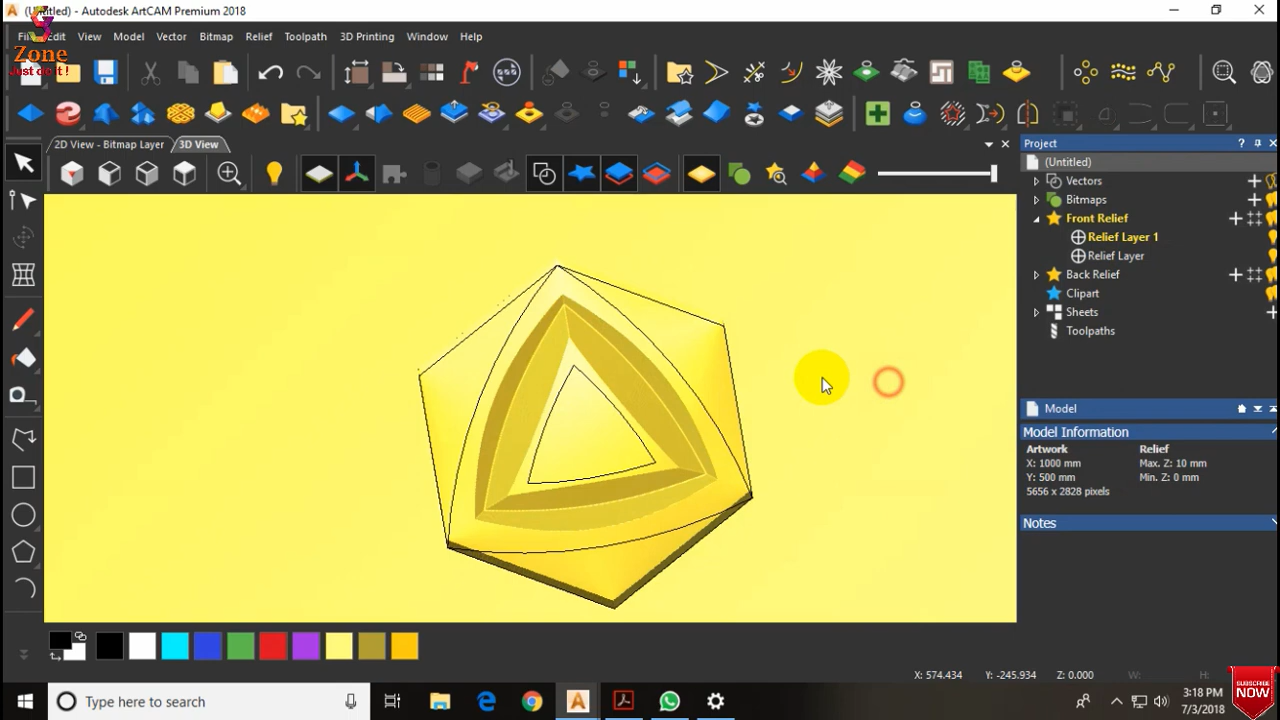 (Untitled) - Autodesk ArtCAM Premium 2018
Edit View Model Vector Bitmap Relief Toolpath 3D Printing Window Help
Zone
Just do it !
2D View - Bitmap Layer 3D View
Project
(Untitled)
Vectors
Bitmaps
Front Relief
Relief Layer 1
Relief Layer
Back Relief
Clipart
Sheets
Toolpaths
Model
Model Information
Artwork Relief
X: 1000 mm Max. Z: 10 mm
Y: 500 mm Min. Z: 0 mm
5656 x 2828 pixels
Notes
X: 574.434 Y: -245.934 Z: 0.000 W: H:
Type here to search
3:18 PM
7/3/2018
SUBSCRIBE NOW